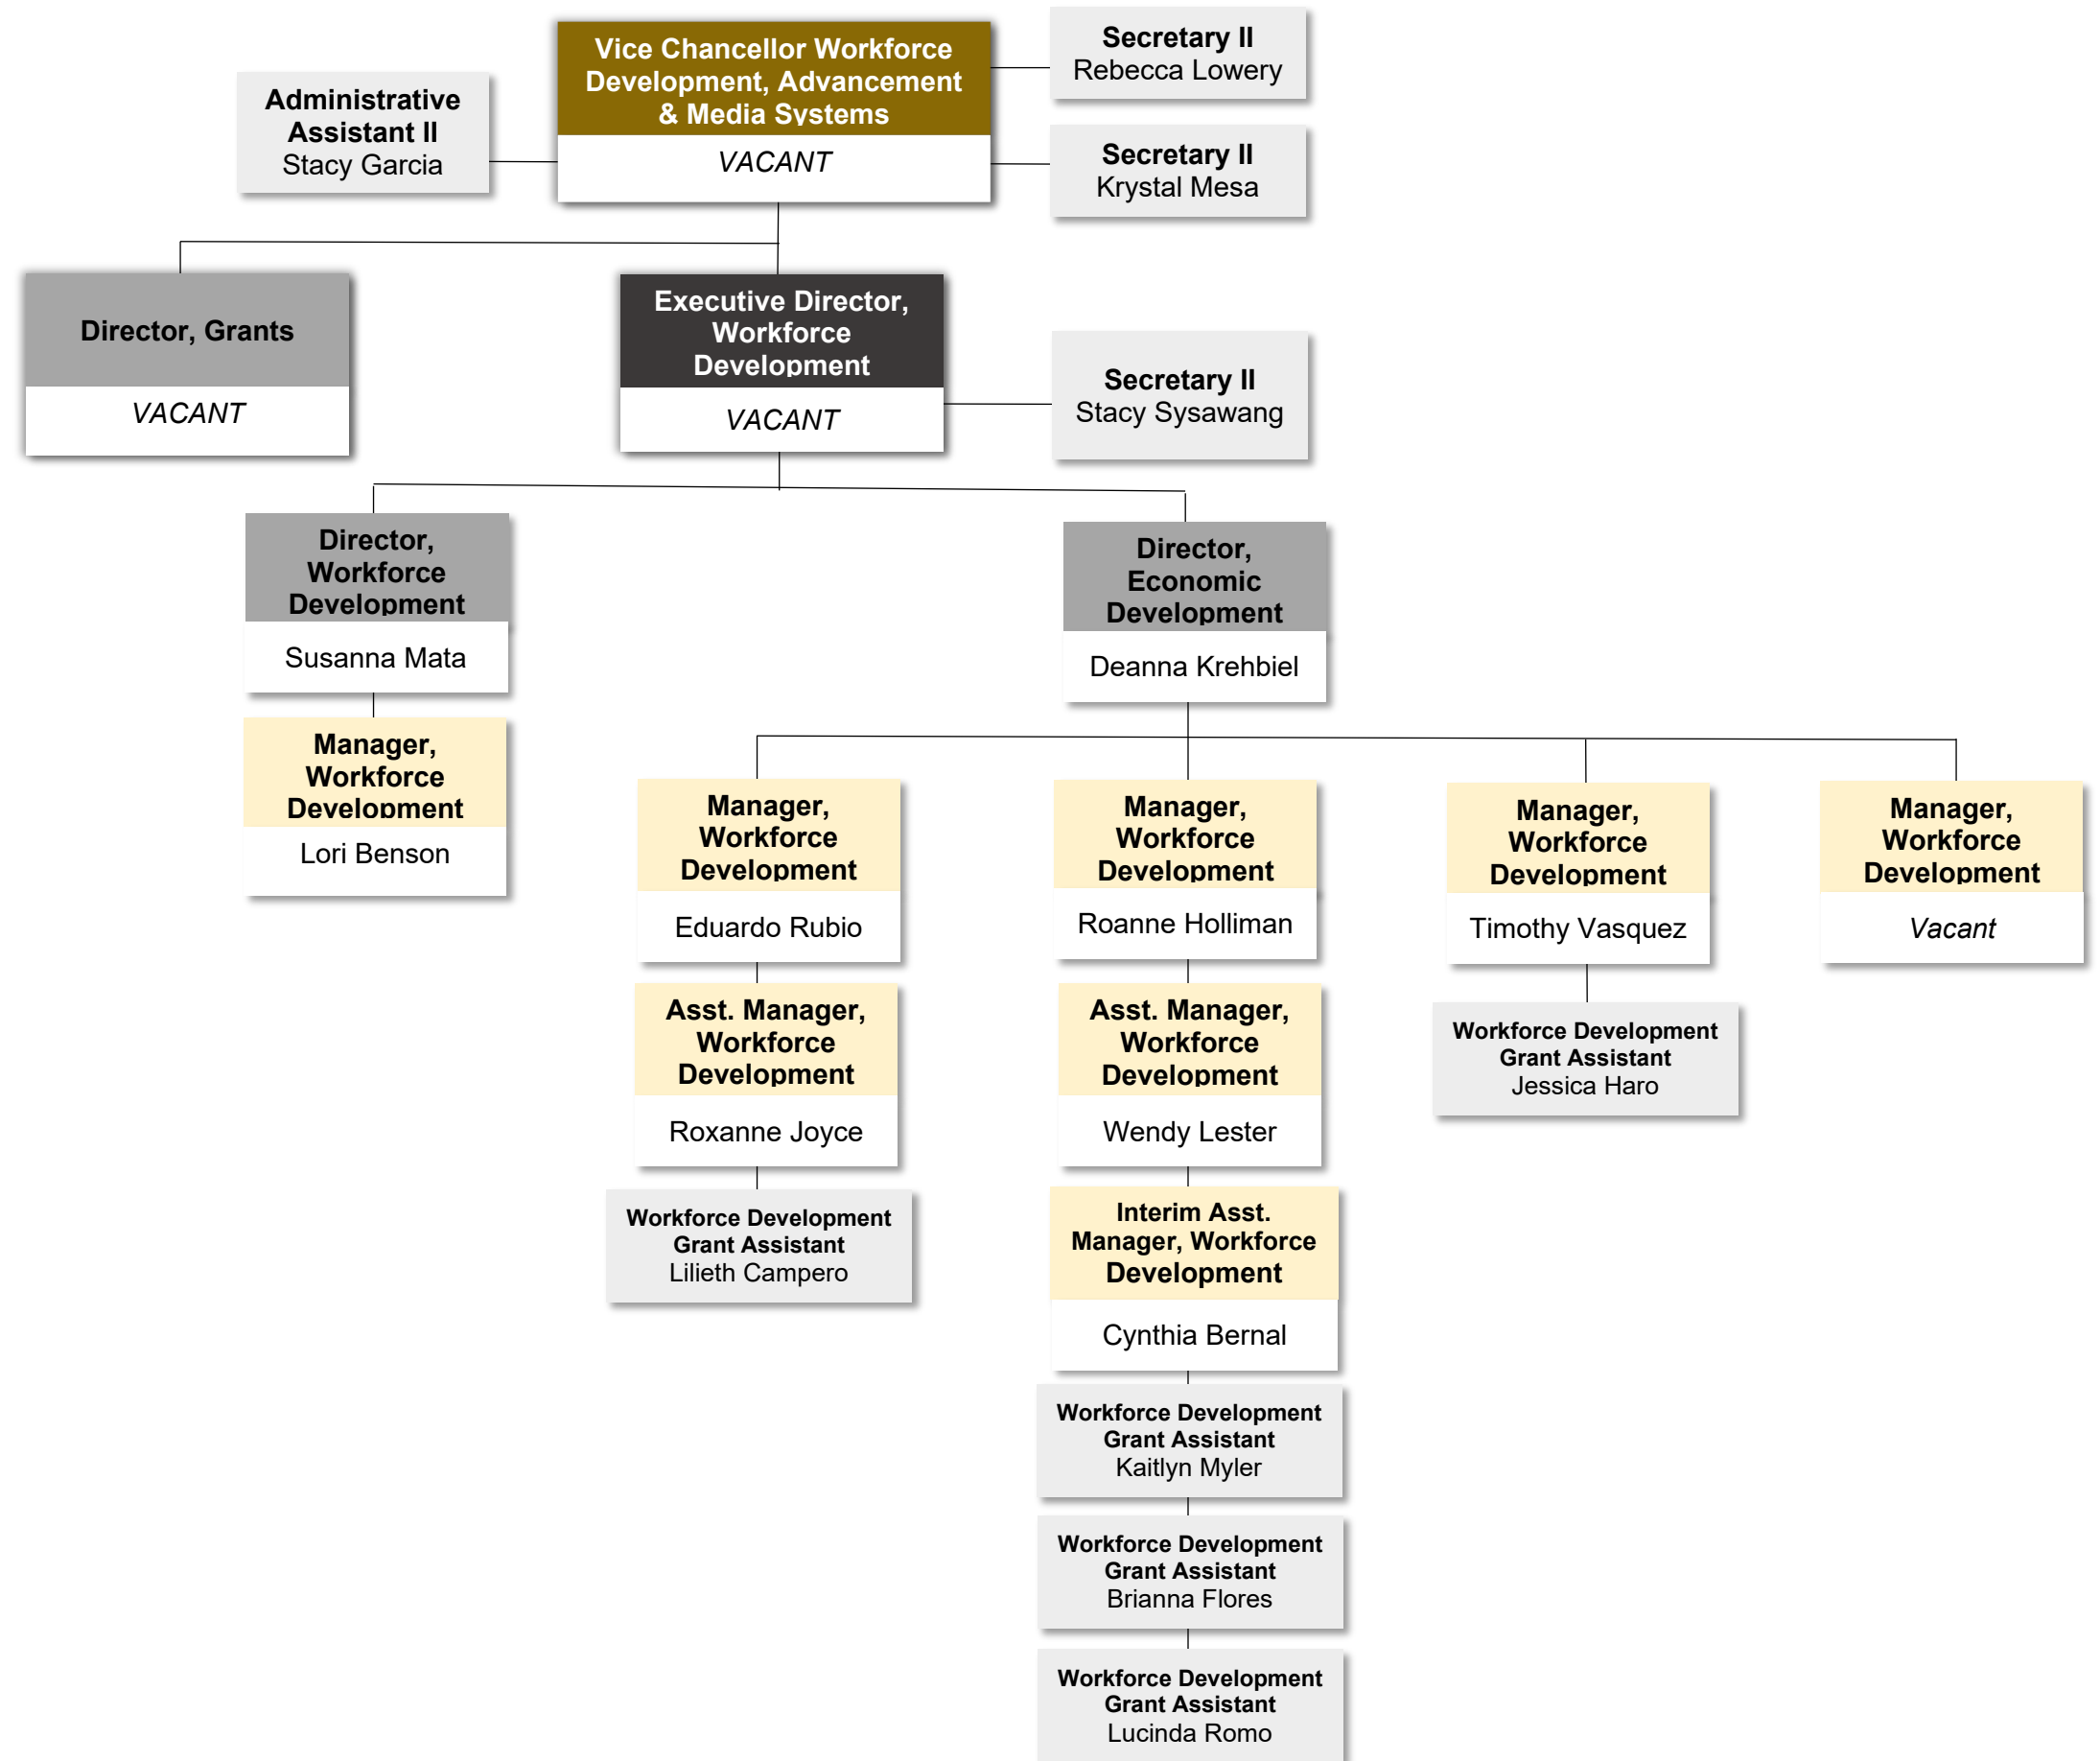 Vice Chancellor Workforce
Development, Advancement
& Media Systems
VACANT
Secretary II
Rebecca Lowery
Administrative
Assistant II
Stacy Garcia
Secretary II
Krystal Mesa
Director, Grants
VACANT
Executive Director,
Workforce
Development
VACANT
Secretary II
Stacy Sysawang
Director,
Workforce
Development
Susanna Mata
Director,
Economic
Development
Deanna Krehbiel
Manager,
Workforce
Development
Lori Benson
Manager,
Workforce
Development
Eduardo Rubio
Manager,
Workforce
Development
Roanne Holliman
Manager,
Workforce
Development
Timothy Vasquez
Manager,
Workforce
Development
Vacant
Asst. Manager,
Workforce
Development
Roxanne Joyce
Asst. Manager,
Workforce
Development
Wendy Lester
Workforce Development
Grant Assistant
Jessica Haro
Workforce Development
Grant Assistant
Lilieth Campero
Interim Asst.
Manager, Workforce
Development
Cynthia Bernal
Workforce Development
Grant Assistant
Kaitlyn Myler
Workforce Development
Grant Assistant
Brianna Flores
Workforce Development
Grant Assistant
Lucinda Romo